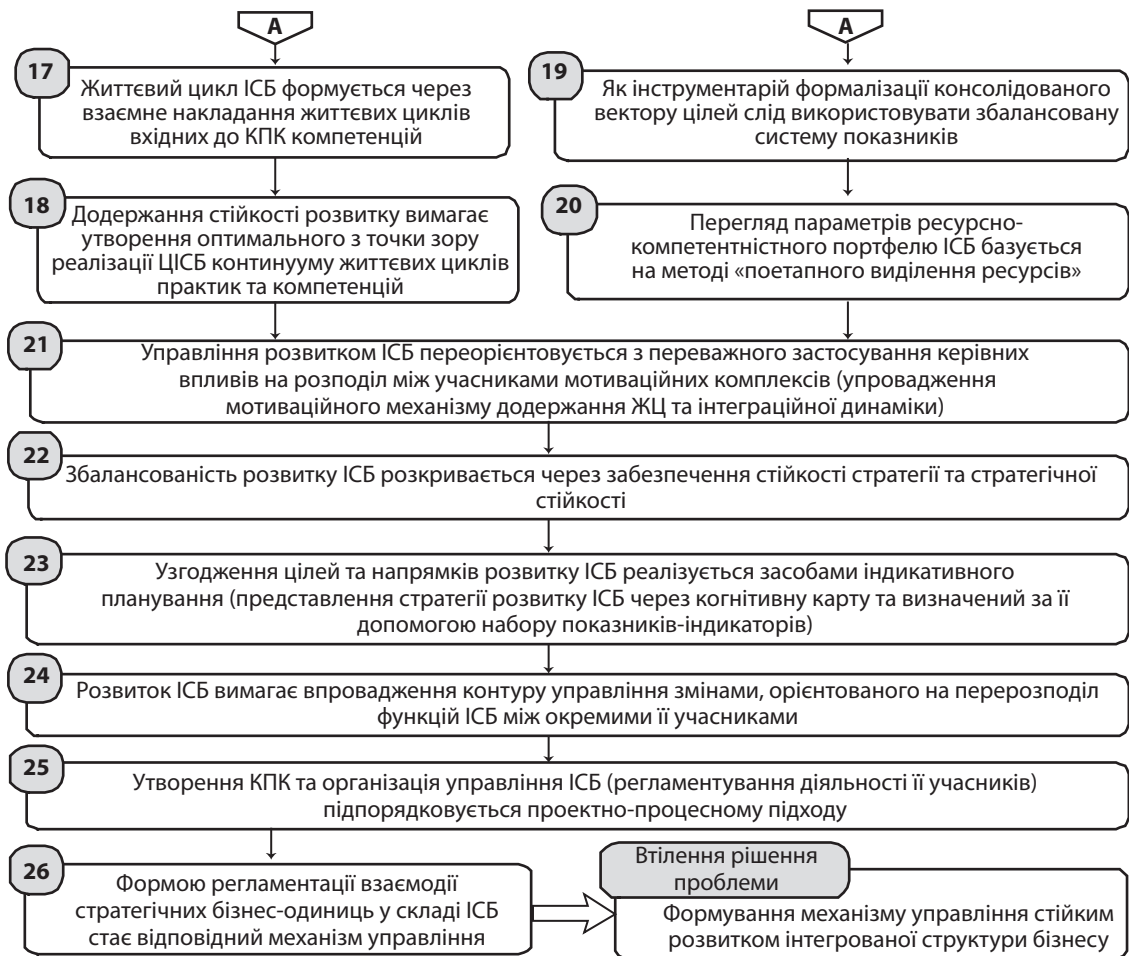 А
17
Життєвий цикл ІСБ формується через
взаємне накладання життєвих циклів
вхідних до КПК компетенцій
18
Додержання стійкості розвитку вимагає
утворення оптимального з точки зору
реалізації ЦІСБ континууму життєвих циклів
практик та компетенцій
А
19
Як інструментарій формалізації консолідованого
вектору цілей слід використовувати збалансовану
систему показників
20
Перегляд параметрів ресурсно-
компетентністного портфелю ІСБ базується
на методі «поетапного виділення ресурсів»
21
Управління розвитком ІСБ переорієнтовується з переважного застосування керівних
впливів на розподіл між учасниками мотиваційних комплексів (упровадження
мотиваційного механізму додержання ЖЦ та інтеграційної динаміки)
22
Збалансованість розвитку ІСБ розкривається через забезпечення стійкості стратегії та стратегічної
стійкості
23
Узгодження цілей та напрямків розвитку ІСБ реалізується засобами індикативного
планування (представлення стратегії розвитку ІСБ через когнітивну карту та визначений за її
допомогою набору показників-індикаторів)
24
Розвиток ІСБ вимагає впровадження контуру управління змінами, орієнтованого на перерозподіл
функцій ІСБ між окремими її учасниками
25
Утворення КПК та організація управління ІСБ (регламентування діяльності її учасників)
підпорядковується проектно-процесному підходу
26
Формою регламентації взаємодії
стратегічних бізнес-одиниць у складі ІСБ
стає відповідний механізм управління
Втілення рішення
проблеми
Формування механізму управління стійким
розвитком інтегрованої структури бізнесу